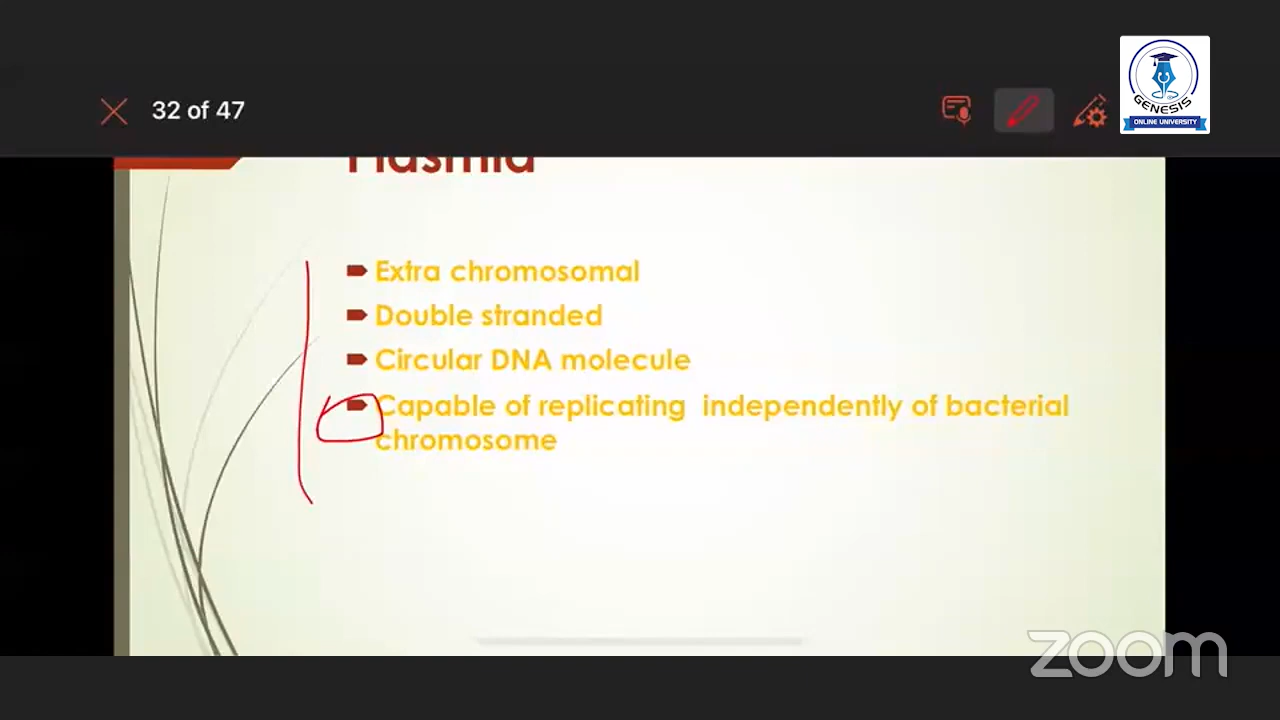 32 of 47
GENESIS
ONLINE UNIVERSITY
Plasmid
Extra chromosomal
Double stranded
Circular DNA molecule
Capable of replicating independently of bacterial
chromosome
zoom